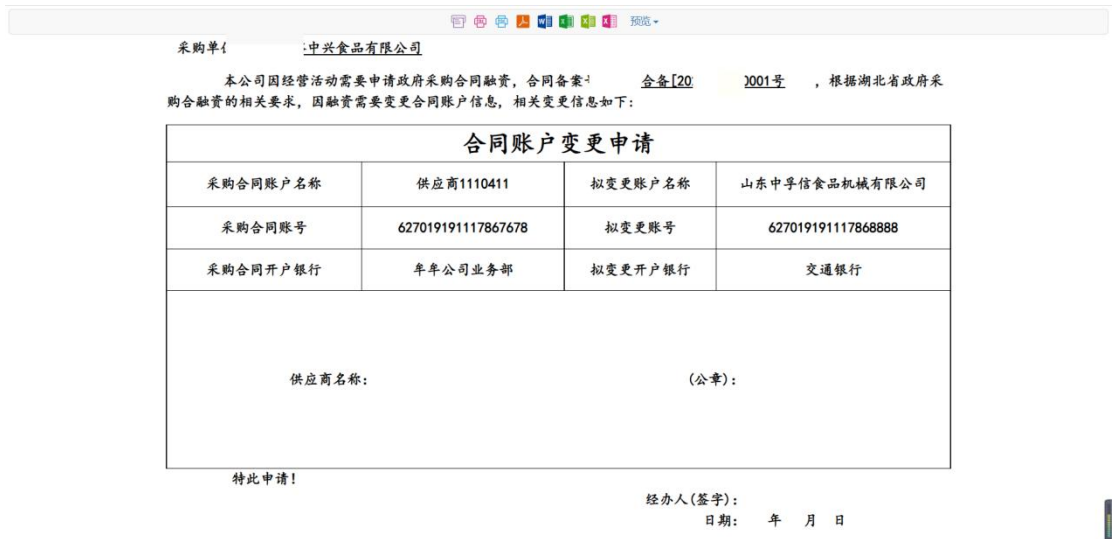 预览
采购单 中兴食品有限公司
本公司因经营活动需要申请政府采购合同融资，合同备案 合备[20 0001号 ，根据湖北省政府采
购合融资的相关要求，因融资需要变更合同账户信息，相关变更信息如下：
合同账户变更申请
采购合同账户名称 供应商1110411 拟变更账户名称 山东中孚信食品机械有限公司
采购合同账号 627019191117867678 拟变更账号 627019191117868888
采购合同开户银行 牟牟公司业务部 拟变更开户银行 交通银行
供应商名称： (公章)：
特此申请！
经办人(签字)：
日期： 年 月 日